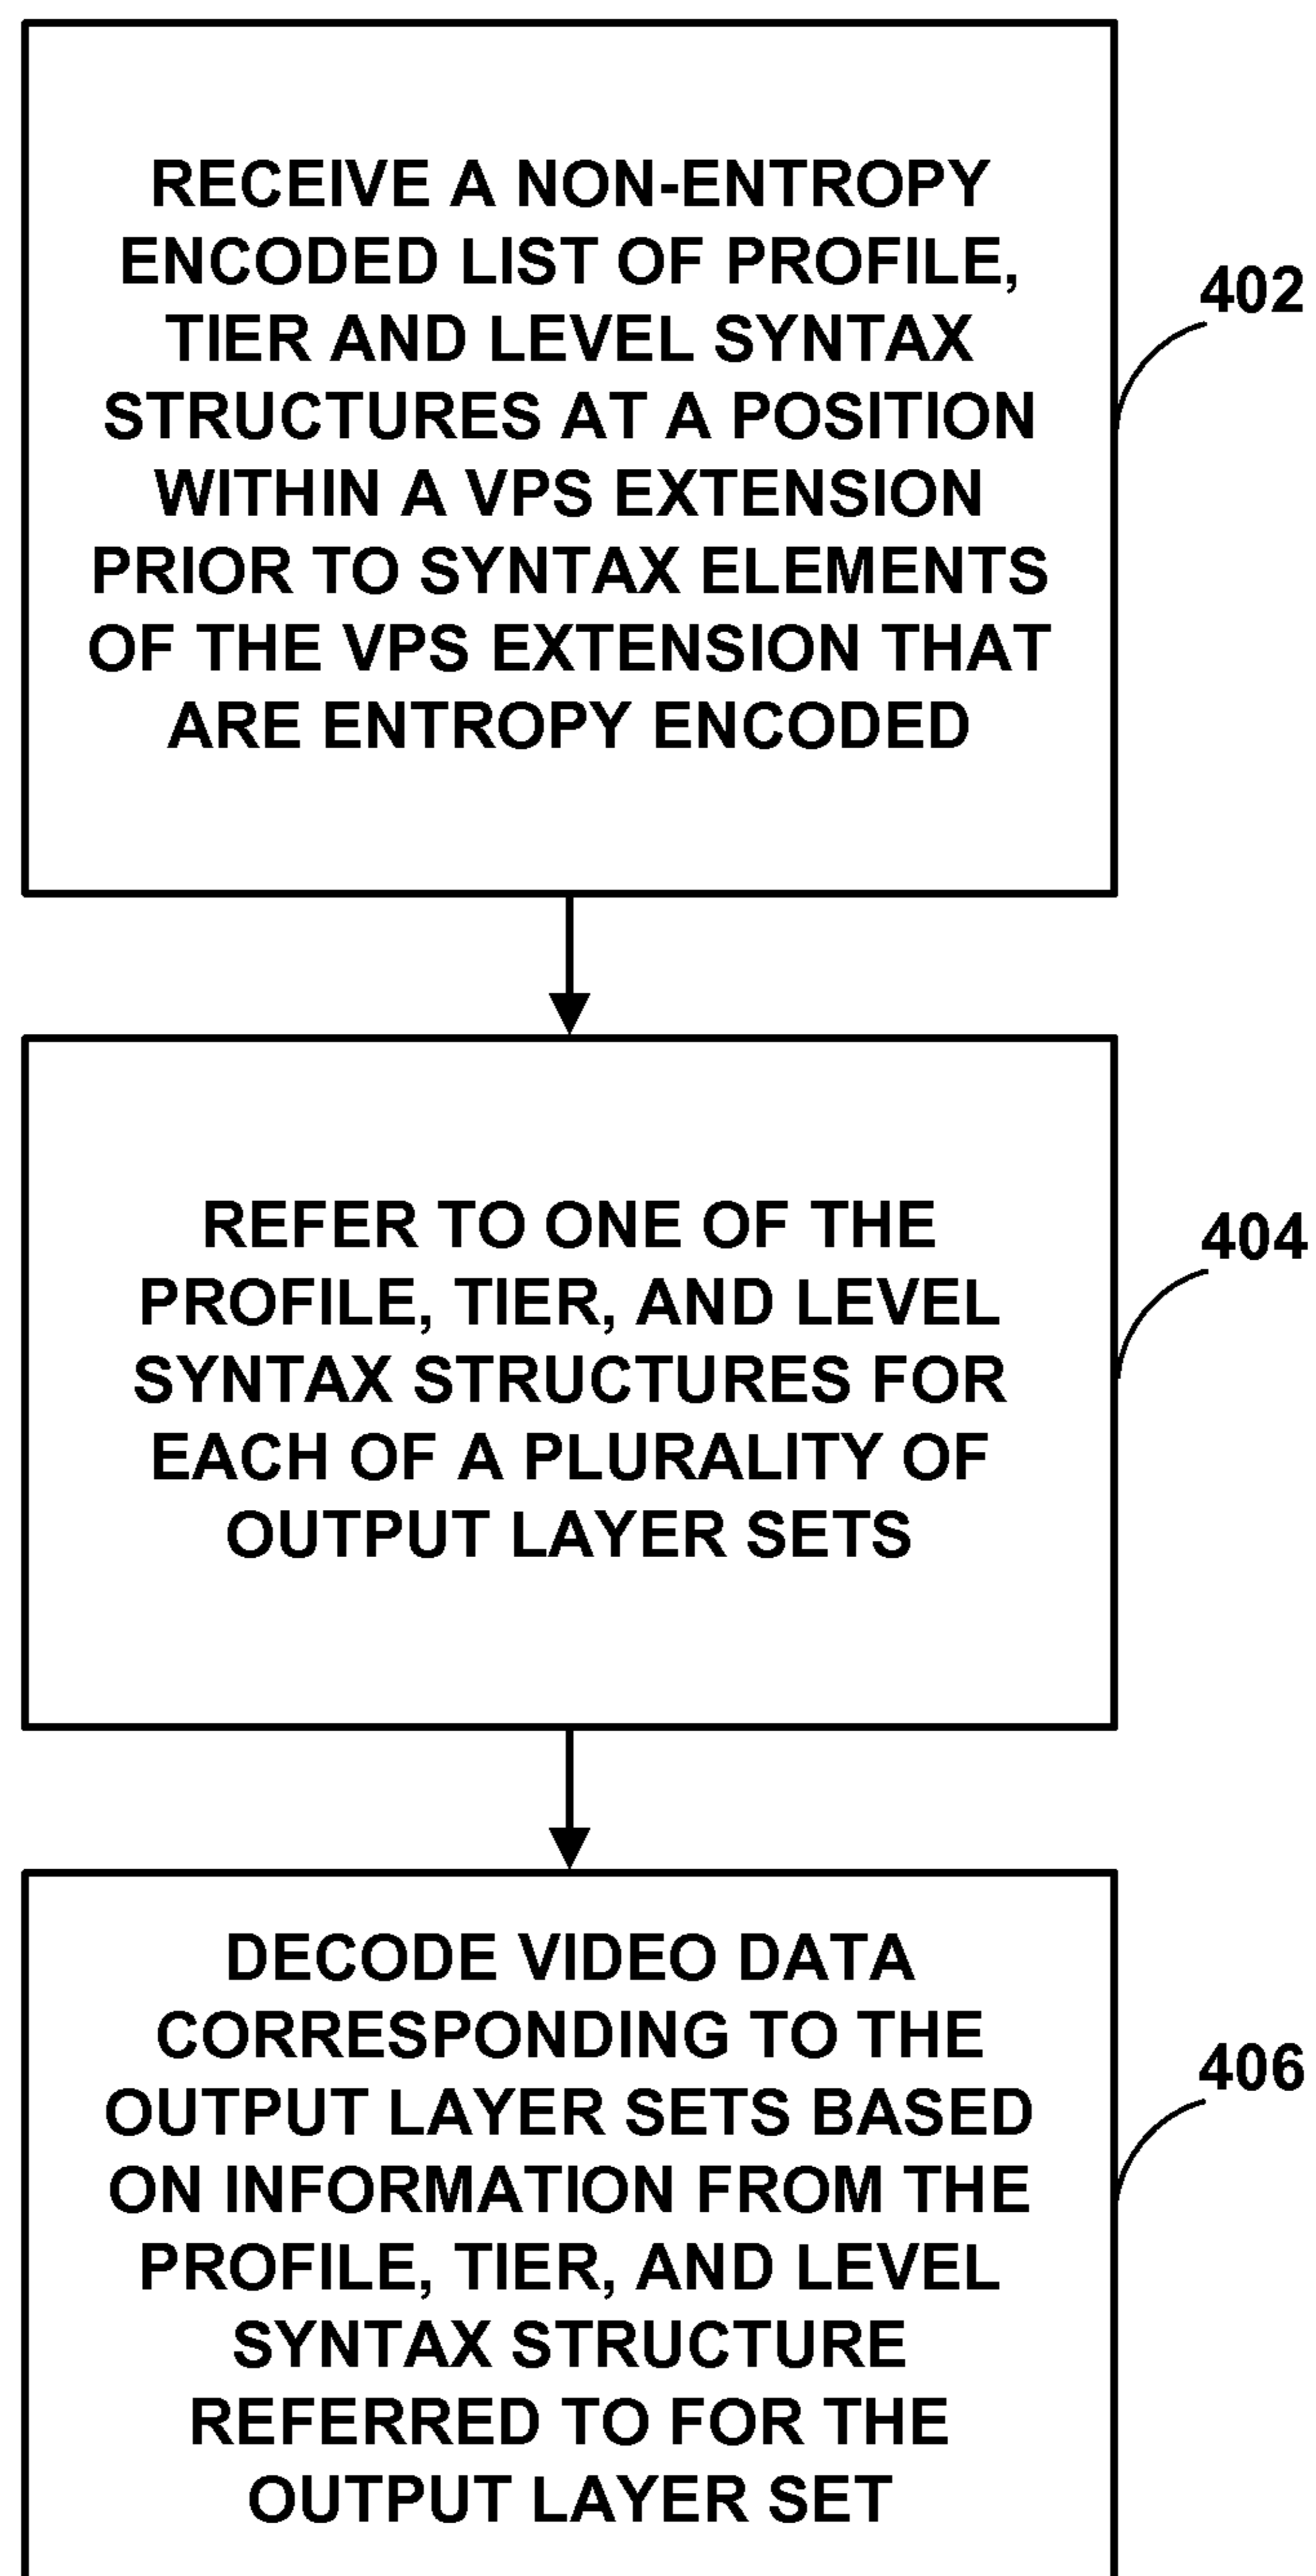 RECEIVE A NON-ENTROPY
ENCODED LIST OF PROFILE,
TIER AND LEVEL SYNTAX
STRUCTURES AT A POSITION
WITHIN A VPS EXTENSION
PRIOR TO SYNTAX ELEMENTS
OF THE VPS EXTENSION THAT
ARE ENTROPY ENCODED
402
REFER TO ONE OF THE
PROFILE, TIER, AND LEVEL
SYNTAX STRUCTURES FOR
EACH OF A PLURALITY OF
OUTPUT LAYER SETS
404
DECODE VIDEO DATA
CORRESPONDING TO THE
OUTPUT LAYER SETS BASED
ON INFORMATION FROM THE
PROFILE, TIER, AND LEVEL
SYNTAX STRUCTURE
REFERRED TO FOR THE
OUTPUT LAYER SET
406